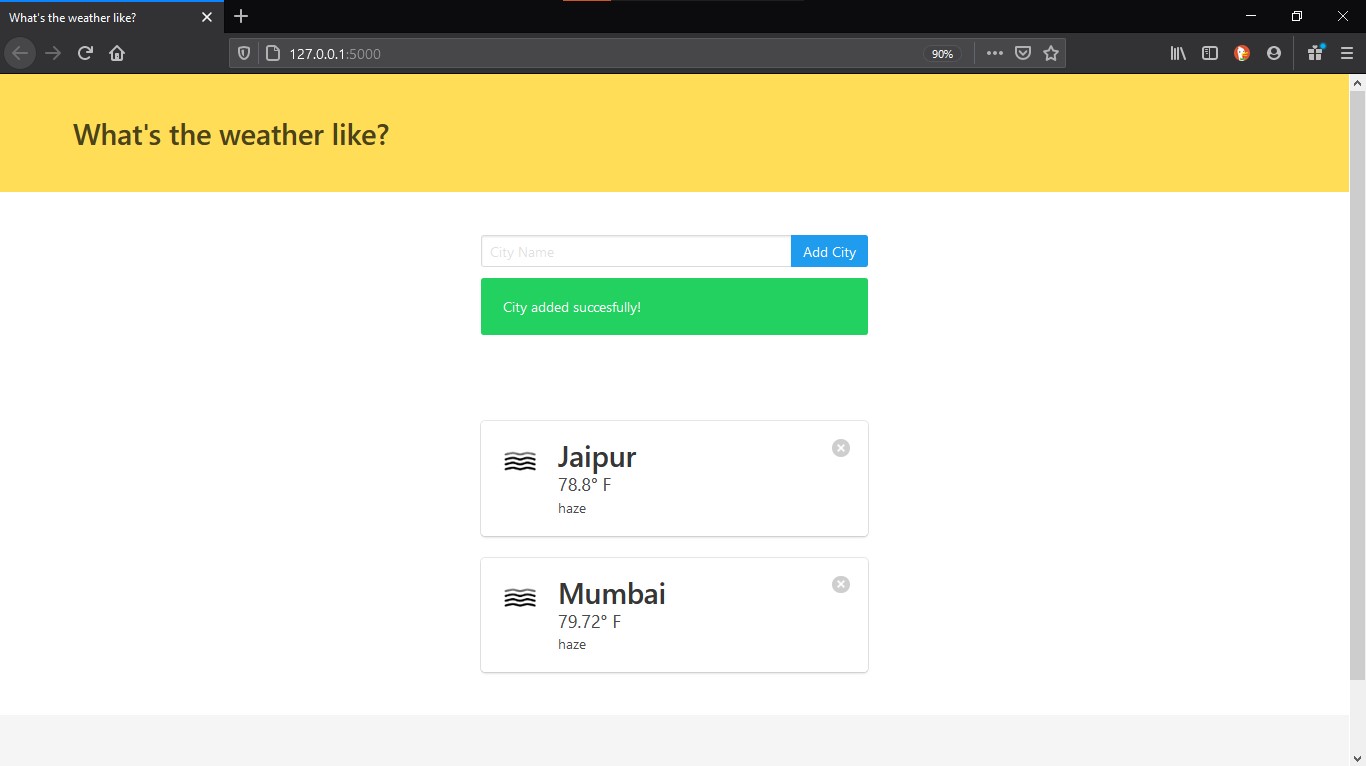 What's the weather like?
127.0.0.1:5000
90%
What's the weather like?
City Name
Add City
City added succesfully!
Jaipur
78.8° F
haze
Mumbai
79.72° F
haze